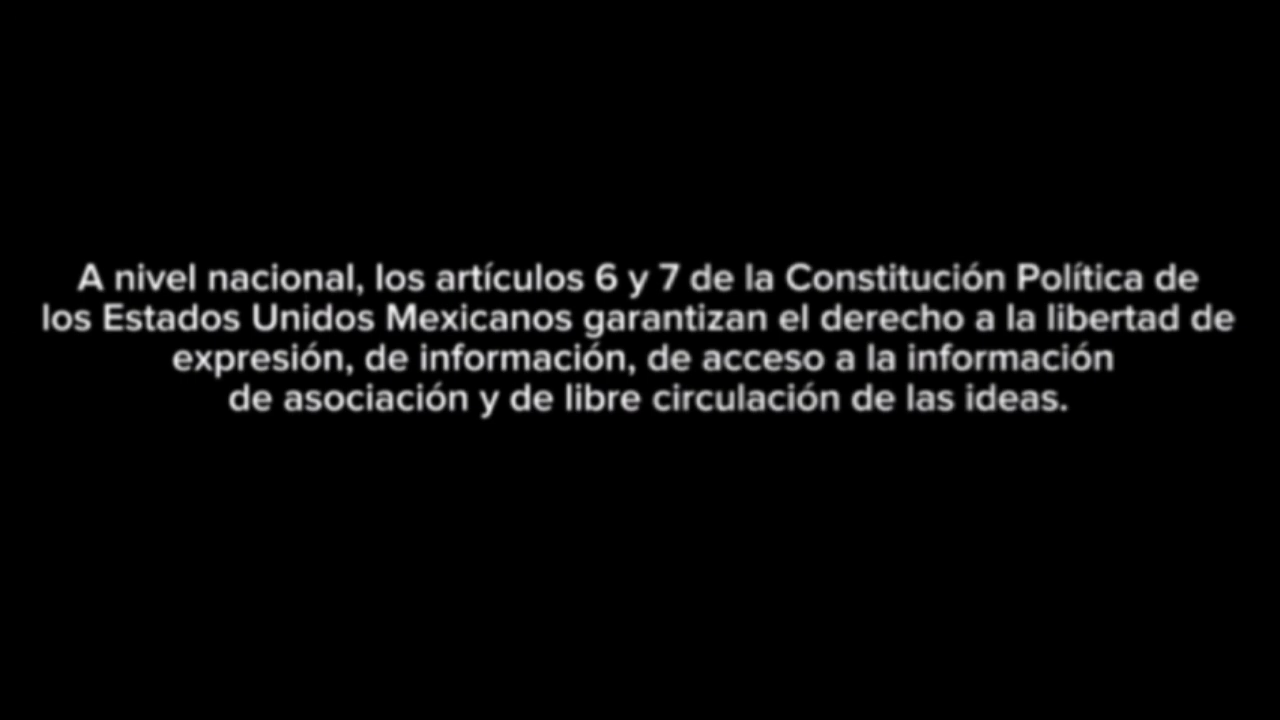 A nivel nacional, los artículos 6 y 7 de la Constitución Política de
los Estados Unidos Mexicanos garantizan el derecho a la libertad de
expresión, de información, de acceso a la información
de asociación y de libre circulación de las ideas.